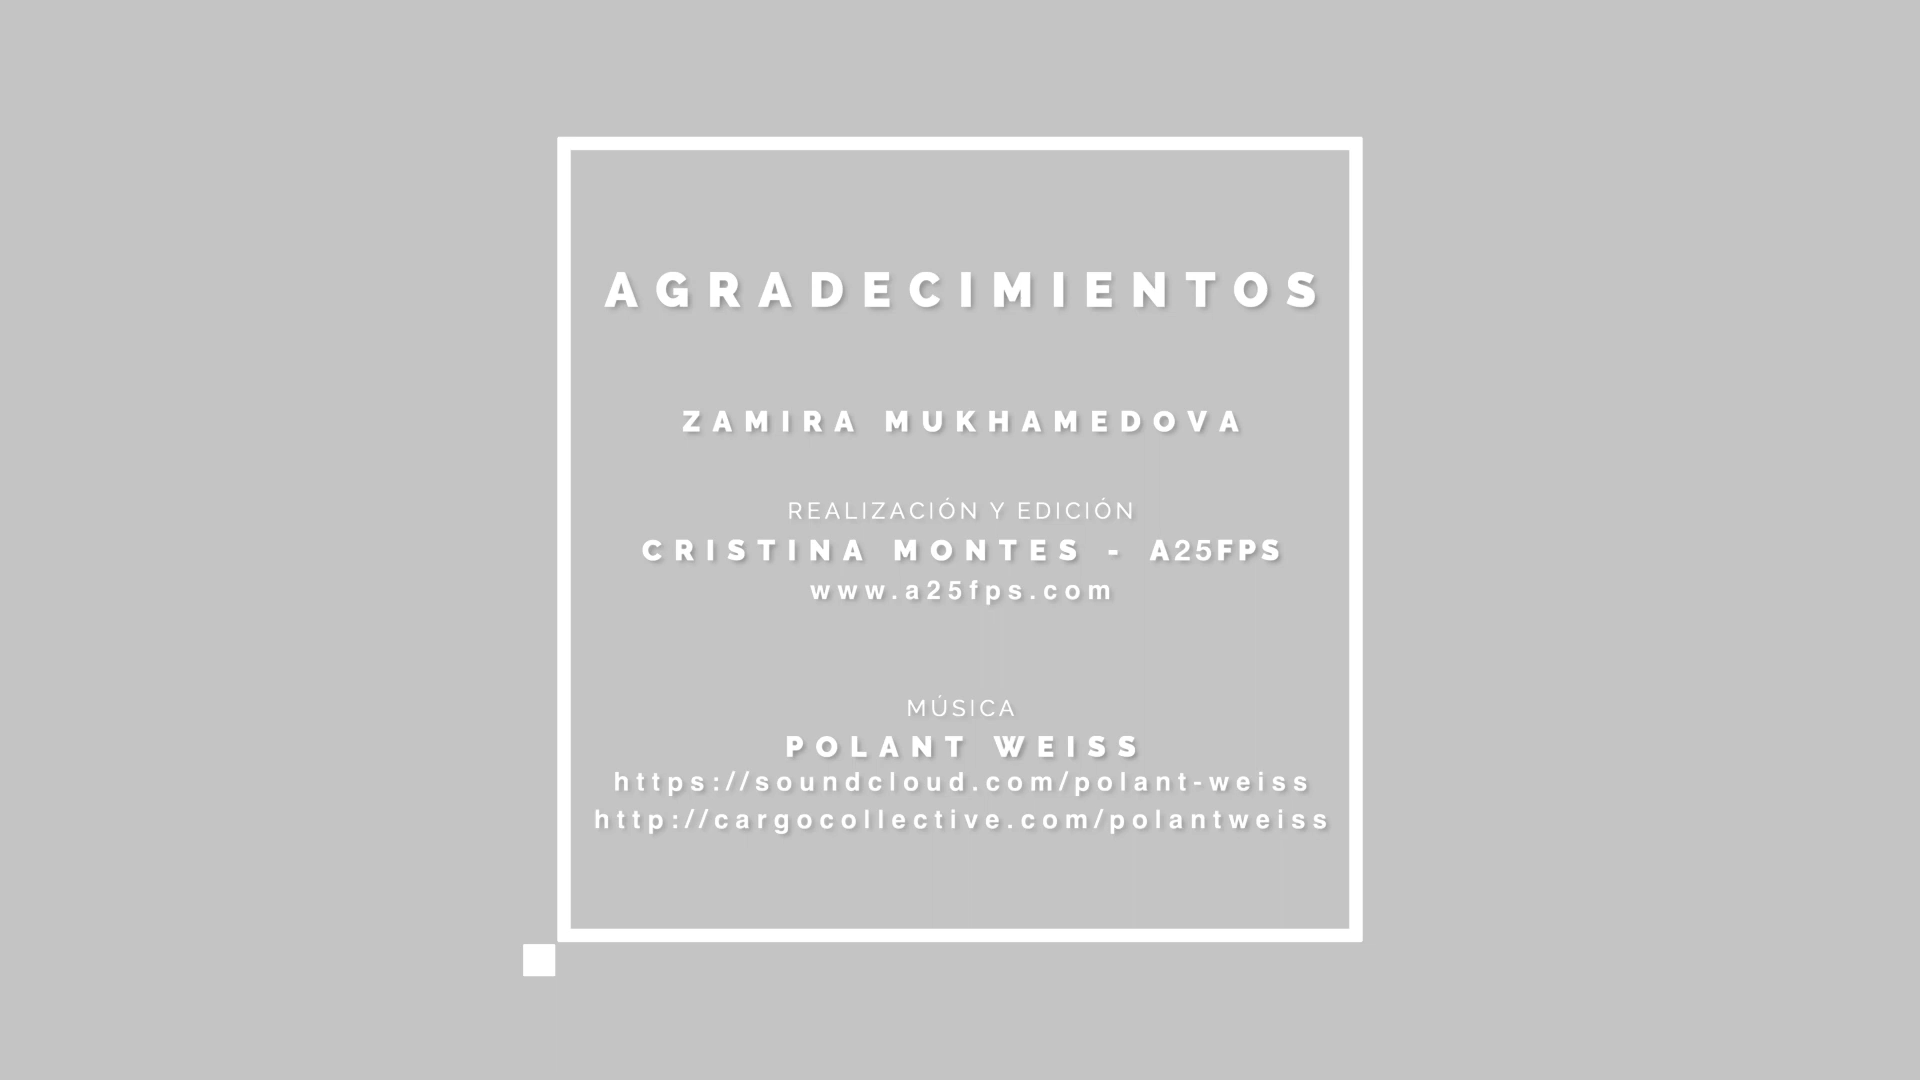 AGRADECIMIENTOS
ZAMIRA MUKHAMEDOVA
REALIZACIÓN Y EDICIÓN
CRISTINA MONTES - A25FPS
www.a25fps.com
MÚSICA
POLANT WEISS
https://soundcloud.com/polant-weiss
http://cargocollective.com/polantweiss